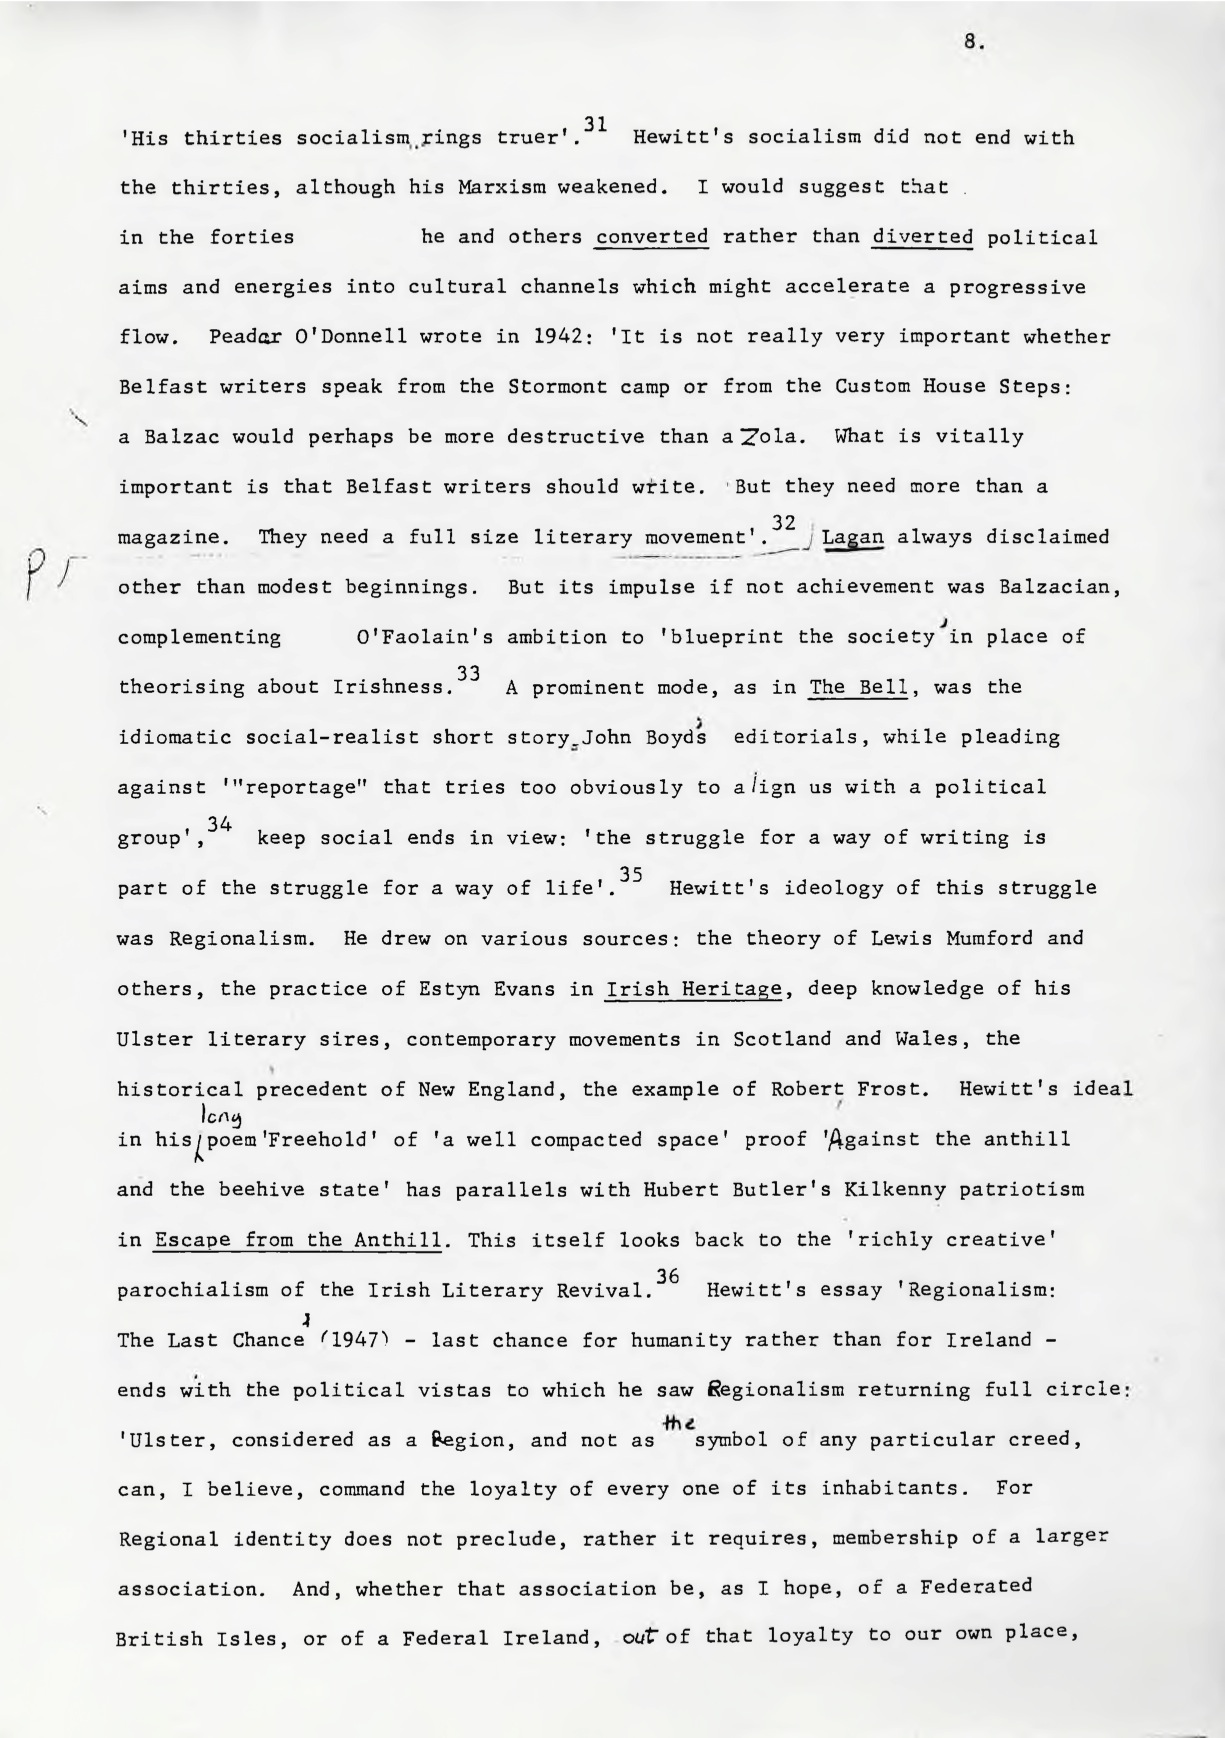 8.
'His thirties socialism rings truer'.31 Hewitt's socialism did not end with
the thirties, although his Marxism weakened. I would suggest that
in the forties he and others converted rather than diverted political
aims and energies into cultural channels which might accelerate a progressive
flow. Peadar O'Donnell wrote in 1942: 'It is not really very important whether
Belfast writers speak from the Stormont camp or from the Custom House Steps:
a Balzac would perhaps be more destructive than a Zola. What is vitally
important is that Belfast writers should write. But they need more than a
magazine. They need a full size literary movement'.32 Lagan always disclaimed
other than modest beginnings. But its impulse if not achievement was Balzacian,
complementing O'Faolain's ambition to 'blueprint the society' in place of
theorising about Irishness.33 A prominent mode, as in The Bell, was the
idiomatic social-realist short story. John Boyd's editorials, while pleading
against '"reportage" that tries too obviously to align us with a political
group',34 keep social ends in view: 'the struggle for a way of writing is
part of the struggle for a way of life'.35 Hewitt's ideology of this struggle
was Regionalism. He drew on various sources: the theory of Lewis Mumford and
others, the practice of Estyn Evans in Irish Heritage, deep knowledge of his
Ulster literary sires, contemporary movements in Scotland and Wales, the
historical precedent of New England, the example of Robert Frost. Hewitt's ideal
in his long poem 'Freehold' of 'a well compacted space' proof 'Against the anthill
and the beehive state' has parallels with Hubert Butler's Kilkenny patriotism
in Escape from the Anthill. This itself looks back to the 'richly creative'
parochialism of the Irish Literary Revival.36 Hewitt's essay 'Regionalism:
The Last Chance' (1947) - last chance for humanity rather than for Ireland -
ends with the political vistas to which he saw Regionalism returning full circle:
'Ulster, considered as a Region, and not as the symbol of any particular creed,
can, I believe, command the loyalty of every one of its inhabitants. For
Regional identity does not preclude, rather it requires, membership of a larger
association. And, whether that association be, as I hope, of a Federated
British Isles, or of a Federal Ireland, out of that loyalty to our own place,